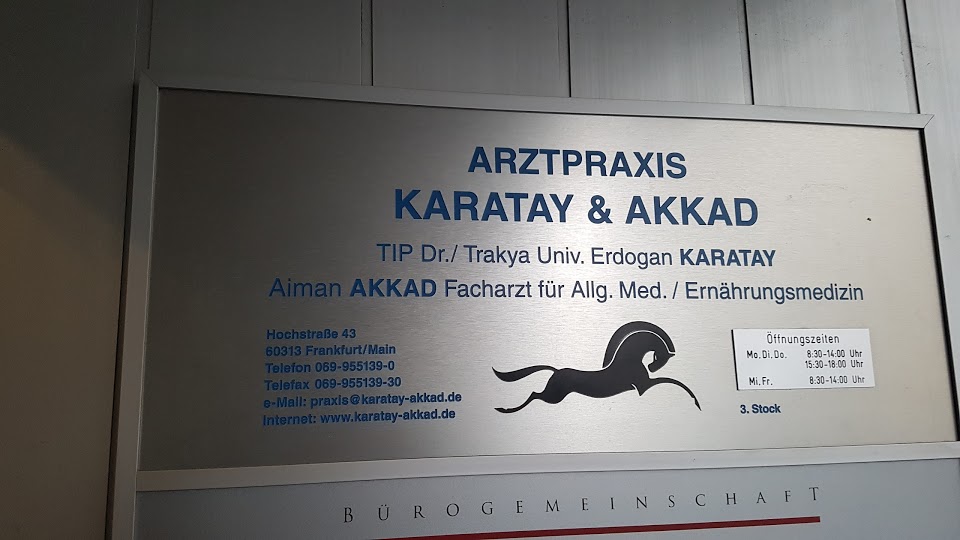 ARZTPRAXIS
KARATAY & AKKAD
TIP Dr./ Trakya Univ. Erdogan KARATAY
Aiman AKKAD Facharzt für Allg. Med. / Ernährungsmedizin
Hochstraße 43
60313 Frankfurt/Main
Telefon 069-955139-0
Telefax 069-955139-30
e-Mail: praxis@karatay-akkad.de
Internet: www.karatay-akkad.de
Öffnungszeiten
Mo.Di.Do. 8:30-14:00 Uhr
15:30-18:00 Uhr
Mi.Fr. 8:30-14:00 Uhr
3. Stock
BÜROGEMEINSCHAFT